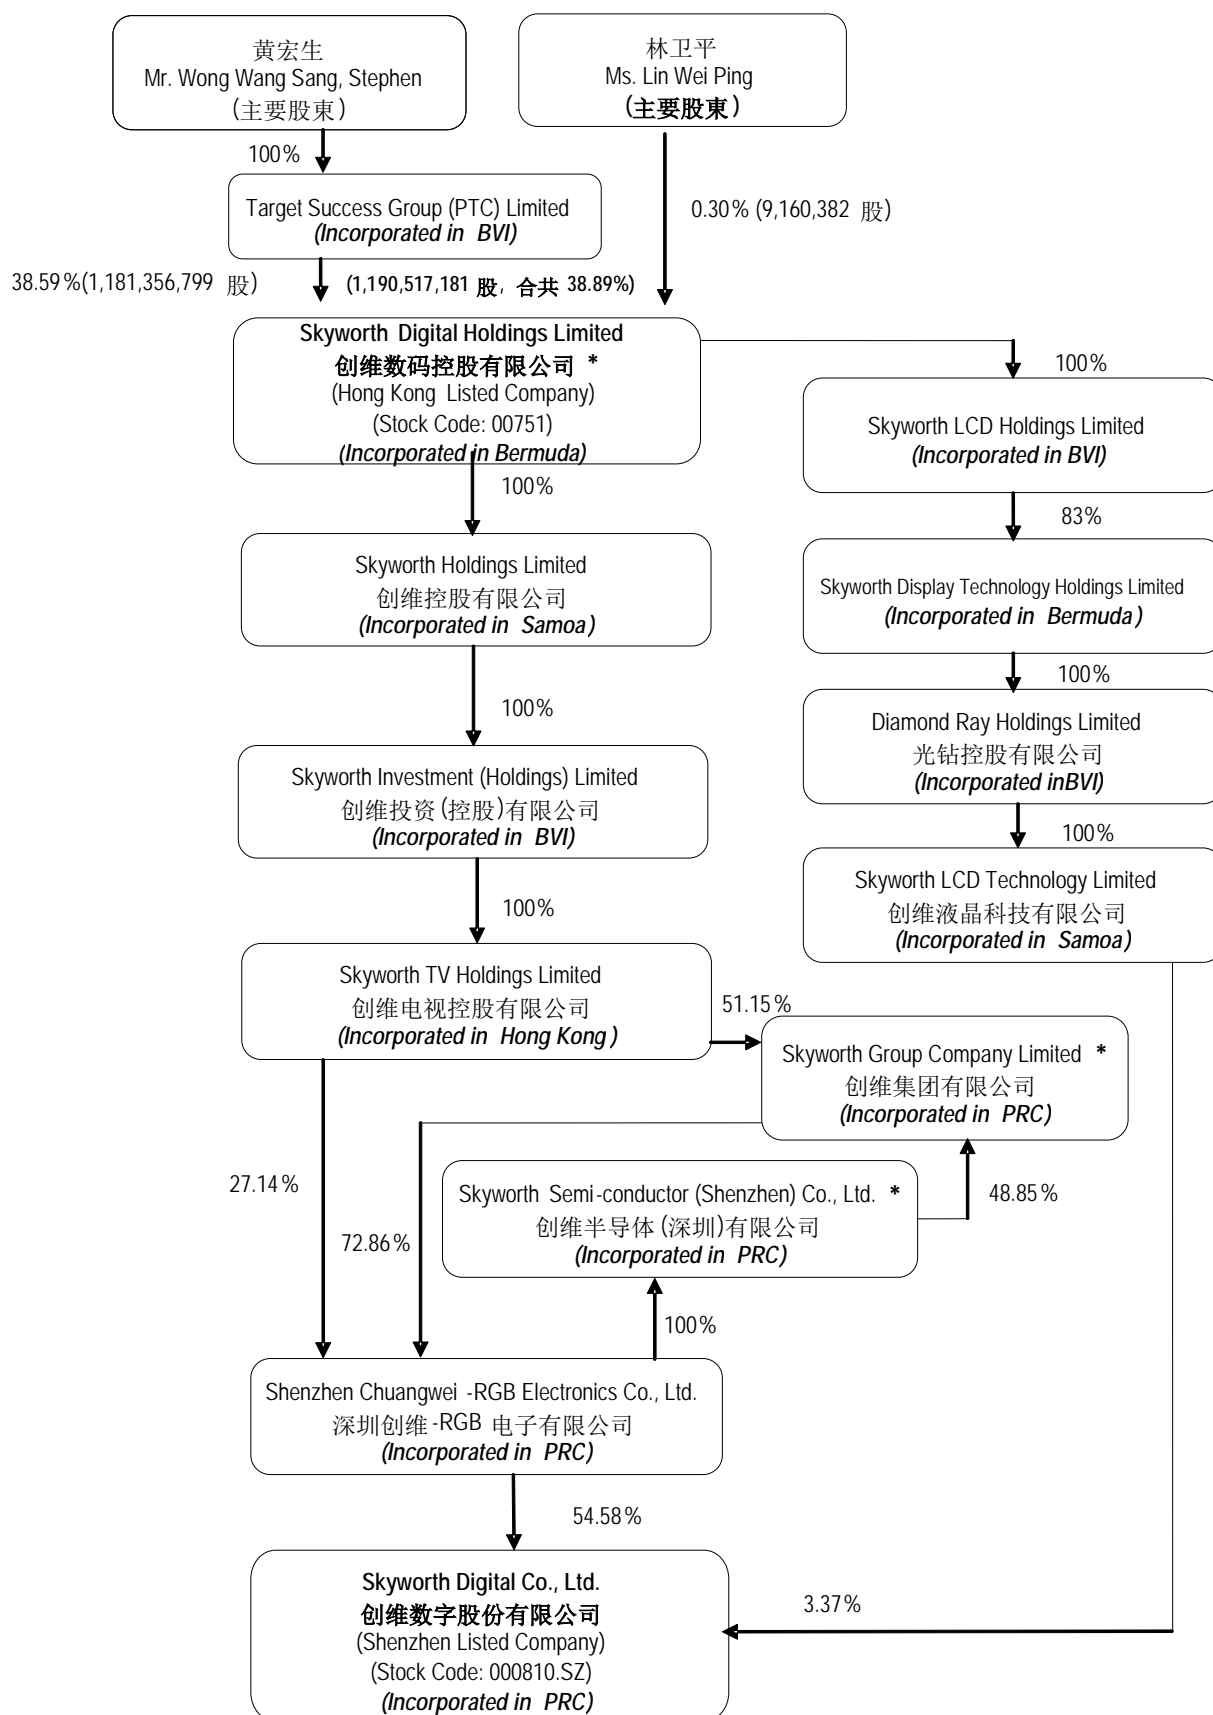 黄宏生
Mr. Wong Wang Sang, Stephen
(主要股東)
林卫平
Ms. Lin Wei Ping
(主要股東)
100%
Target Success Group (PTC) Limited
(Incorporated in BVI)
0.30% (9,160,382 股)
38.59%(1,181,356,799 股)
(1,190,517,181 股, 合共 38.89%)
Skyworth Digital Holdings Limited
创维数码控股有限公司 *
(Hong Kong Listed Company)
(Stock Code: 00751)
(Incorporated in Bermuda)
100%
Skyworth LCD Holdings Limited
(Incorporated in BVI)
100%
83%
Skyworth Holdings Limited
创维控股有限公司
(Incorporated in Samoa)
Skyworth Display Technology Holdings Limited
(Incorporated in Bermuda)
100%
100%
Diamond Ray Holdings Limited
光钻控股有限公司
(Incorporated inBVI)
Skyworth Investment (Holdings) Limited
创维投资(控股)有限公司
(Incorporated in BVI)
100%
Skyworth LCD Technology Limited
创维液晶科技有限公司
(Incorporated in Samoa)
100%
Skyworth TV Holdings Limited
创维电视控股有限公司
(Incorporated in Hong Kong)
51.15%
Skyworth Group Company Limited *
创维集团有限公司
(Incorporated in PRC)
27.14%
72.86%
Skyworth Semi-conductor (Shenzhen) Co., Ltd. *
创维半导体(深圳)有限公司
(Incorporated in PRC)
48.85%
100%
Shenzhen Chuangwei -RGB Electronics Co., Ltd.
深圳创维-RGB 电子有限公司
(Incorporated in PRC)
54.58%
Skyworth Digital Co., Ltd.
创维数字股份有限公司
(Shenzhen Listed Company)
(Stock Code: 000810.SZ)
(Incorporated in PRC)
3.37%